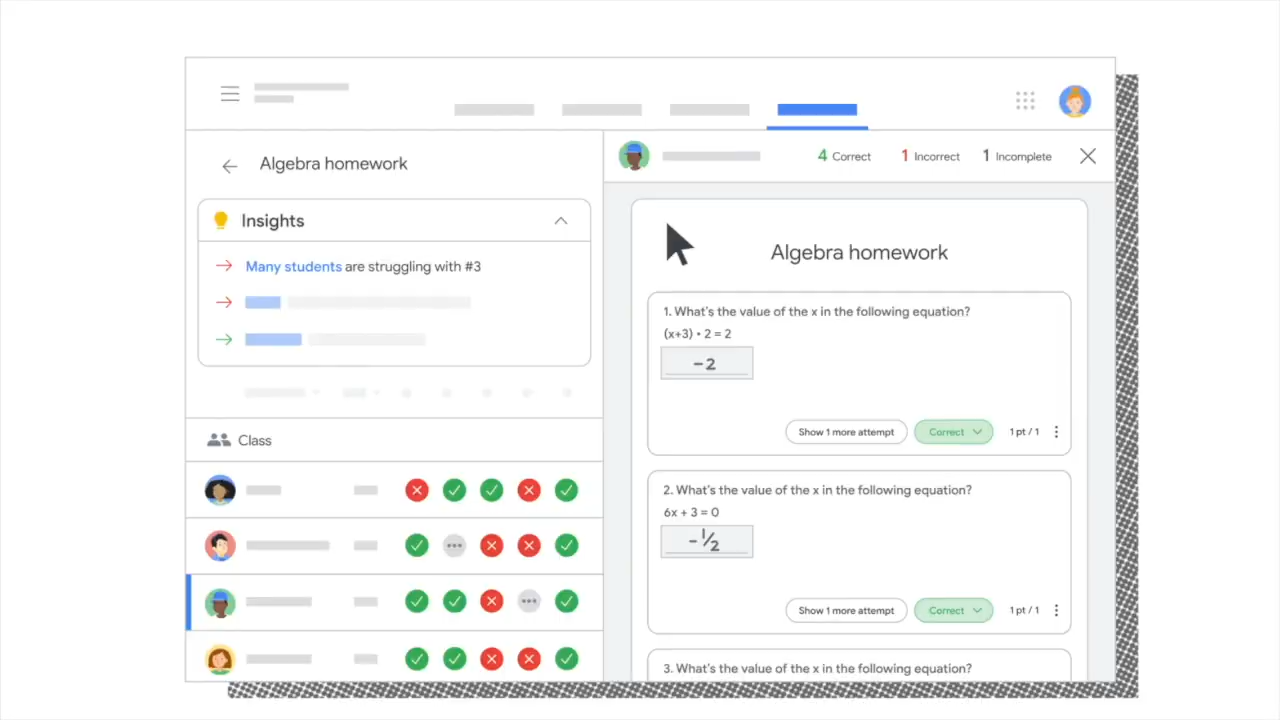 Algebra homework
Insights
Many students are struggling with #3
Class
4 Correct
1 Incorrect
1 Incomplete
Algebra homework
1. What's the value of the x in the following equation?
(x+3) • 2 = 2
-2
Show 1 more attempt
Correct
1 pt / 1
2. What's the value of the x in the following equation?
6x + 3 = 0
-1/2
Show 1 more attempt
Correct
1 pt / 1
3. What's the value of the x in the following equation?